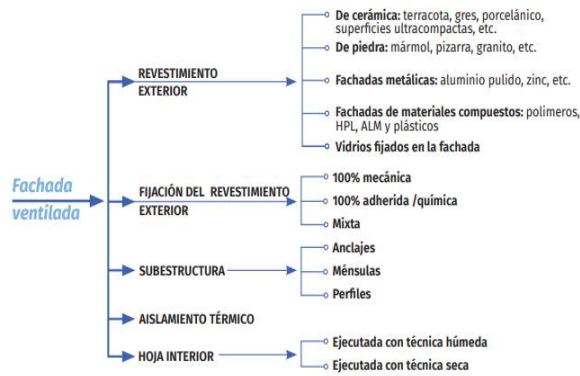 De cerámica: terracota, gres, porcelánico,
superficies ultracompactas, etc.
De piedra: mármol, pizarra, granito, etc.
REVESTIMIENTO
EXTERIOR
Fachadas metálicas: aluminio pulido, zinc, etc.
Fachadas de materiales compuestos: polimeros,
HPL, ALM y plásticos
Vidrios fijados en la fachada
Fachada
ventilada
FIJACIÓN DEL REVESTIMIENTO
EXTERIOR
100% mecánica
100% adherida /química
Mixta
SUBESTRUCTURA
Anclajes
Ménsulas
Perfiles
AISLAMIENTO TÉRMICO
HOJA INTERIOR
Ejecutada con técnica húmeda
Ejecutada con técnica seca